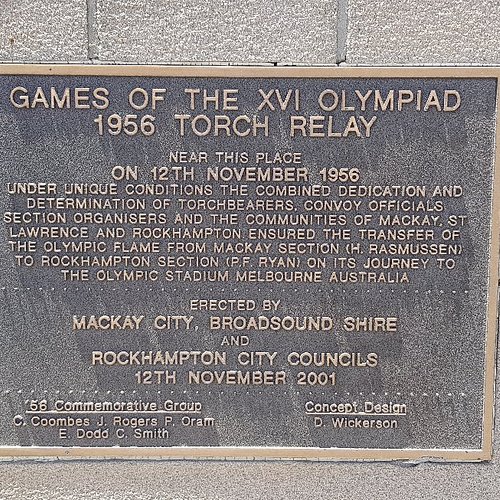 GAMES OF THE XVI OLYMPIAD
1956 TORCH RELAY
NEAR THIS PLACE
ON 12TH NOVEMBER 1956
UNDER UNIQUE CONDITIONS THE COMBINED DEDICATION AND
DETERMINATION OF TORCHBEARERS, CONVOY OFFICIALS
SECTION ORGANISERS AND THE COMMUNITIES OF MACKAY, ST
LAWRENCE AND ROCKHAMPTON ENSURED THE TRANSFER OF
THE OLYMPIC FLAME FROM MACKAY SECTION (H. RASMUSSEN)
TO ROCKHAMPTON SECTION (P.F. RYAN) ON ITS JOURNEY TO
THE OLYMPIC STADIUM MELBOURNE AUSTRALIA
ERECTED BY
MACKAY CITY, BROADSOUND SHIRE
AND
ROCKHAMPTON CITY COUNCILS
12TH NOVEMBER 2001
'56 Commemorative Group
C. Coombes J. Rogers P. Oram
E. Dodd C. Smith
Concept Design
D. Wickerson